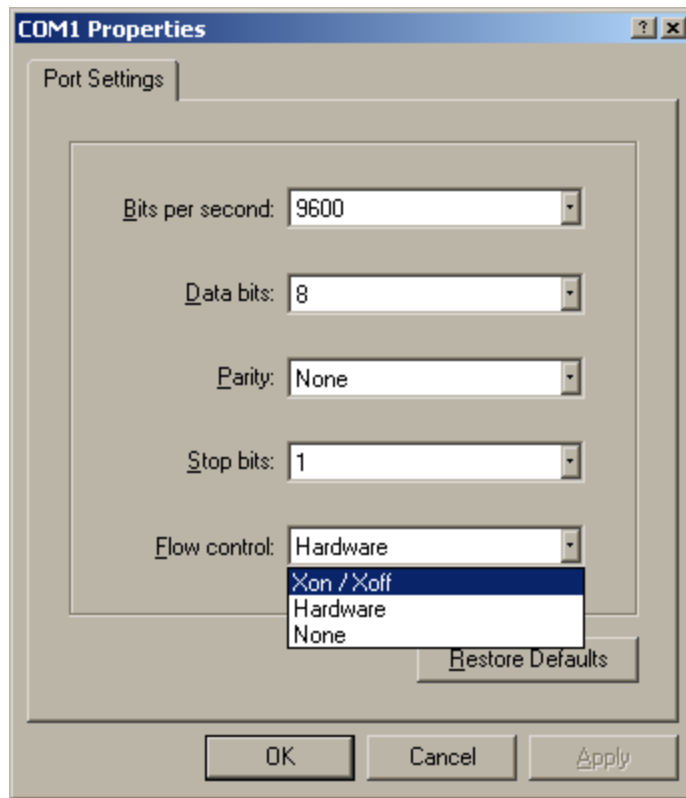 COM1 Properties
Port Settings
Bits per second: 9600
Data bits: 8
Parity: None
Stop bits: 1
Flow control: Hardware
Xon / Xoff
Hardware
None
Restore Defaults
OK Cancel Apply